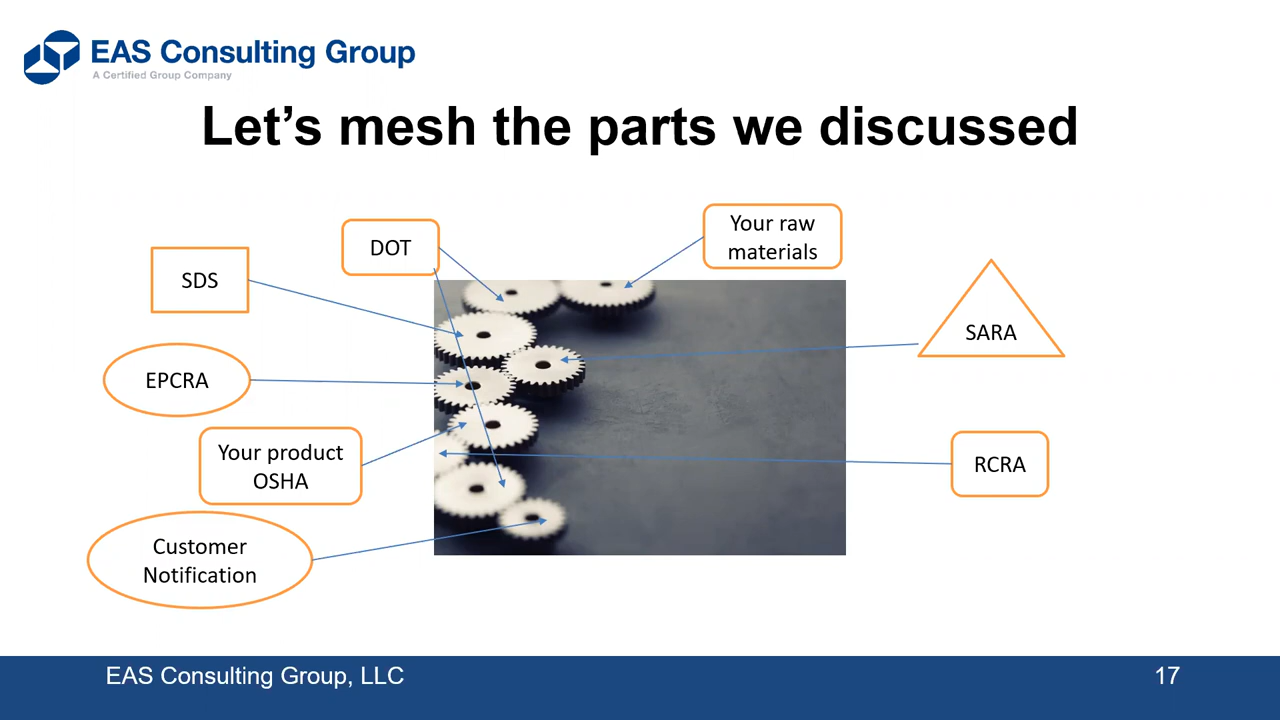 EAS Consulting Group
A Certified Group Company
Let’s mesh the parts we discussed
Your raw
materials
DOT
SDS
SARA
EPCRA
Your product
OSHA
RCRA
Customer
Notification
EAS Consulting Group, LLC
17